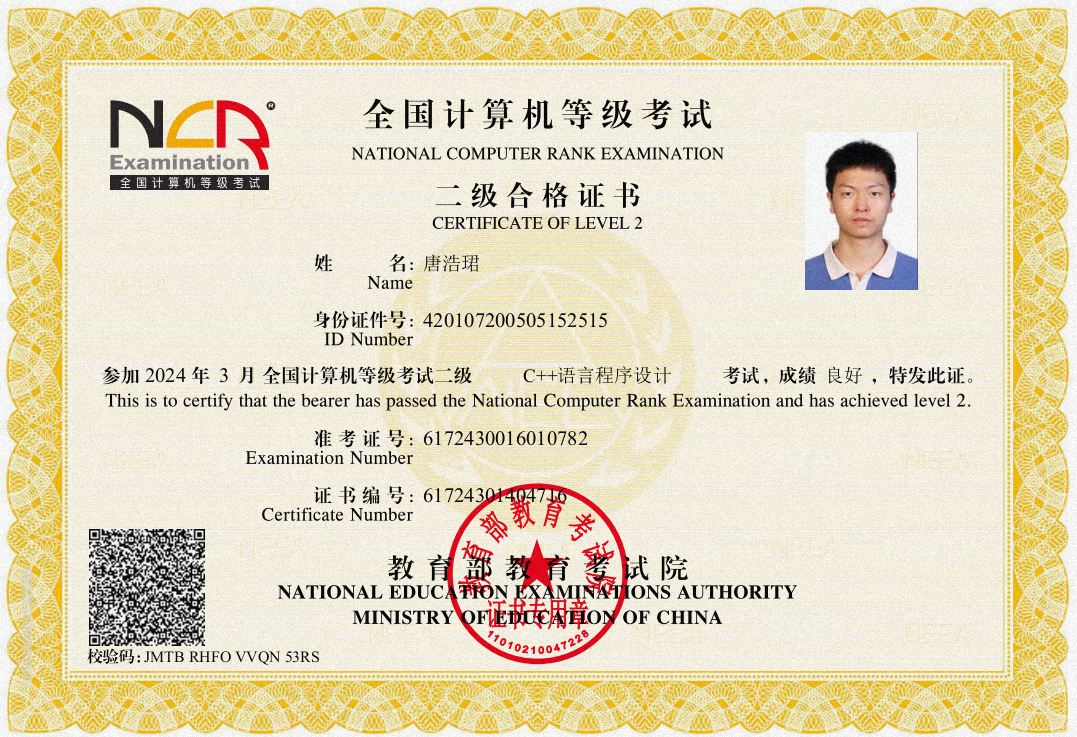 NCR®
Examination
全国计算机等级考试
全国计算机等级考试
NATIONAL COMPUTER RANK EXAMINATION
二级合格证书
CERTIFICATE OF LEVEL 2
姓 名: 唐浩珺
Name
身份证件号: 420107200505152515
ID Number
参加 2024 年 3 月 全国计算机等级考试二级 C++语言程序设计 考试, 成绩 良好 , 特发此证。
This is to certify that the bearer has passed the National Computer Rank Examination and has achieved level 2.
准考证号: 6172430016010782
Examination Number
证书编号: 61724301404716
Certificate Number
教育部教育考试院
NATIONAL EDUCATION EXAMINATIONS AUTHORITY
MINISTRY OF EDUCATION OF CHINA
教育部教育考试院
证书专用章
11010210047228
校验码: JMTB RHFO VVQN 53RS